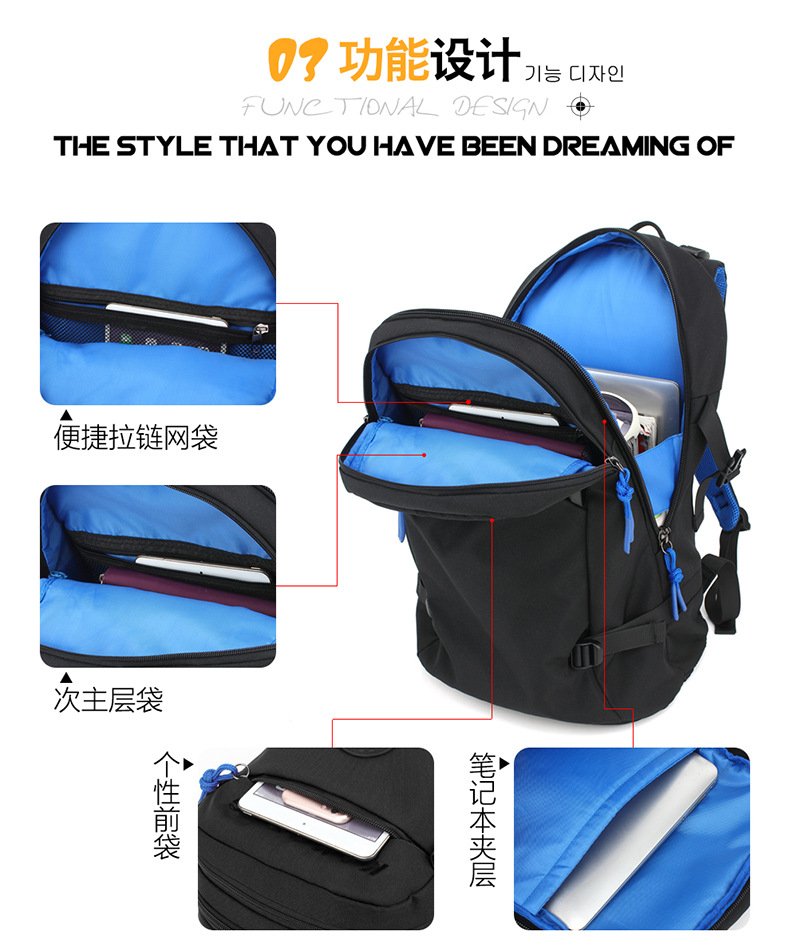 07 功能设计 기능 디자인
FUNCTIONAL DESIGN
THE STYLE THAT YOU HAVE BEEN DREAMING OF
便捷拉链网袋
次主层袋
个性前袋
笔记本夹层